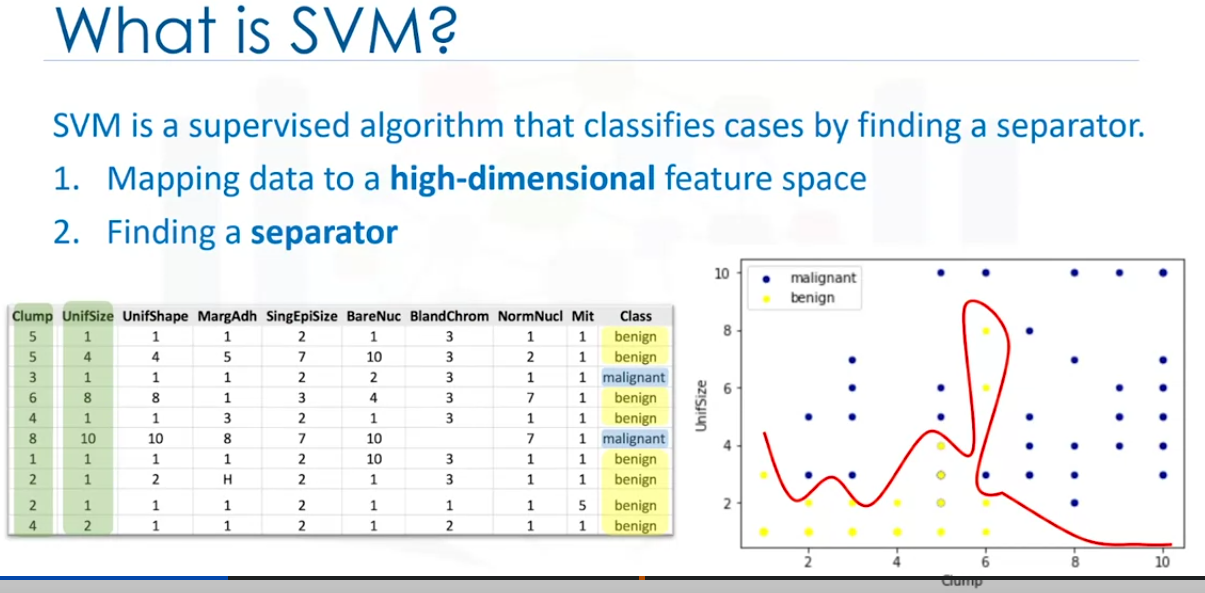 What is SVM?
SVM is a supervised algorithm that classifies cases by finding a separator.
1. Mapping data to a high-dimensional feature space
2. Finding a separator
Clump UnifSize UnifShape MargAdh SingEpiSize BareNuc BlandChrom NormNucl Mit Class
5 1 1 1 2 1 3 1 1 benign
5 4 4 5 7 10 3 2 1 benign
3 1 1 1 2 2 3 1 1 malignant
6 8 8 1 3 4 3 7 1 benign
4 1 1 3 2 1 3 1 1 benign
8 10 10 8 7 10 7 1 malignant
1 1 1 1 2 10 3 1 1 benign
2 1 2 H 2 1 3 1 1 benign
2 1 1 1 2 1 1 1 5 benign
4 2 1 1 2 1 2 1 1 benign
malignant
benign
UnifSize
10
8
6
4
2
2 4 6 8 10
Clump